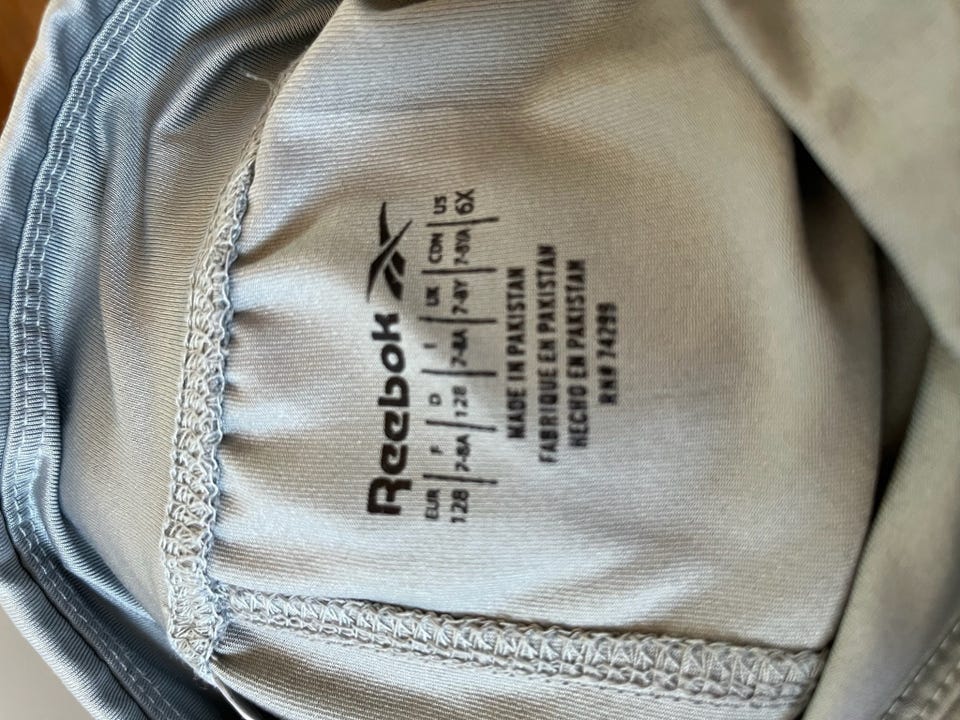 Reebok
EUR F D I UK CDN US
128 7-8A 128 7-8A 7-8Y 7-8YA 6X
MADE IN PAKISTAN
FABRIQUE EN PAKISTAN
HECHO EN PAKISTAN
RN# 74299